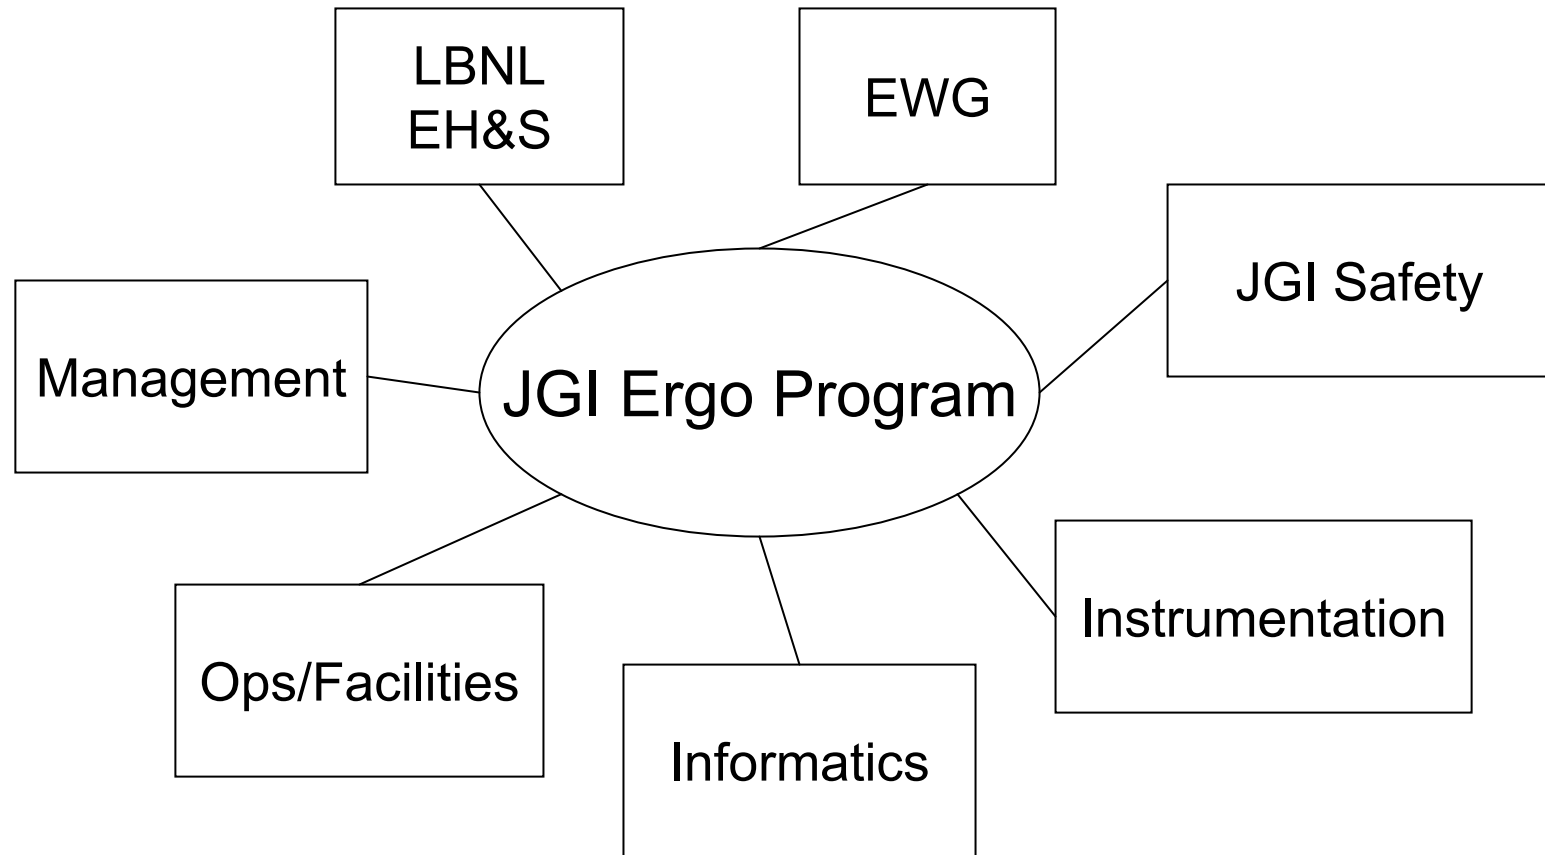 LBNL
EH&S
EWG
JGI Safety
Management
JGI Ergo Program
Instrumentation
Ops/Facilities
Informatics